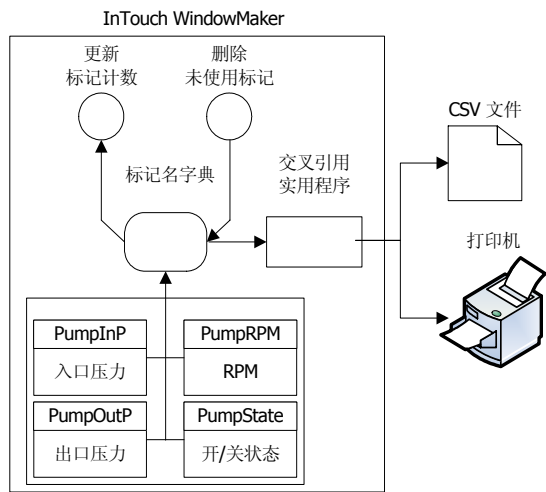 InTouch WindowMaker
更新
标记计数
删除
未使用标记
CSV 文件
标记名字典
交叉引用
实用程序
打印机
PumpInP
入口压力
PumpRPM
RPM
PumpOutP
出口压力
PumpState
开/关状态